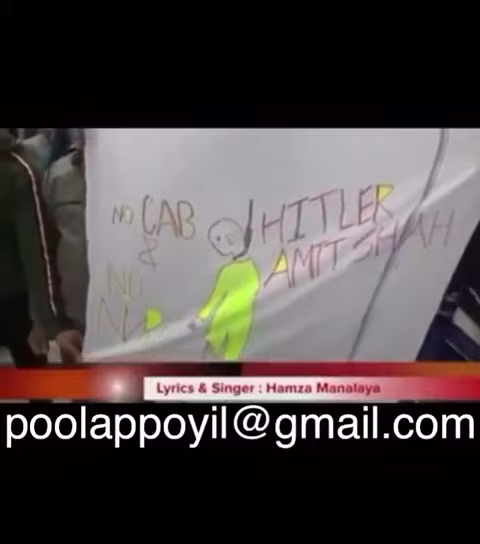 NO CAB
&
NO
HITLER
AMIT SHAH
Lyrics & Singer : Hamza Manalaya
poolappoyil@gmail.com